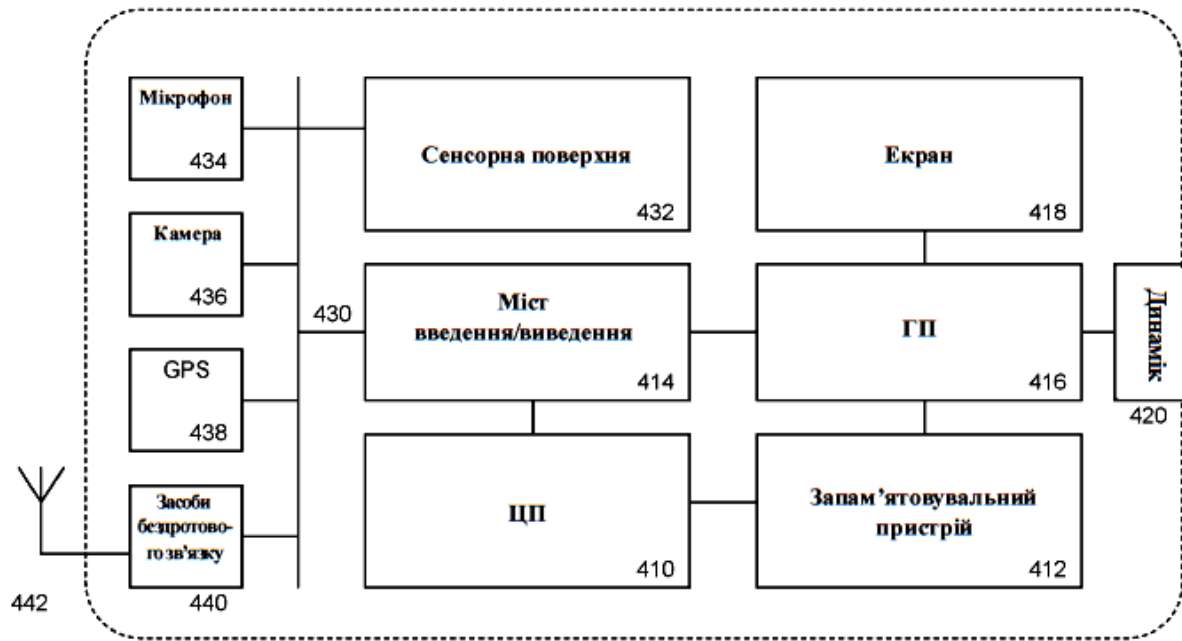 Мікрофон
434
Сенсорна поверхня
432
Екран
418
Камера
436
430
Міст
введення/виведення
414
ГП
416
Динамік
420
GPS
438
Засоби
безпротово-
го зв'язку
440
442
ЦП
410
Запам’ятовувальний
пристрій
412